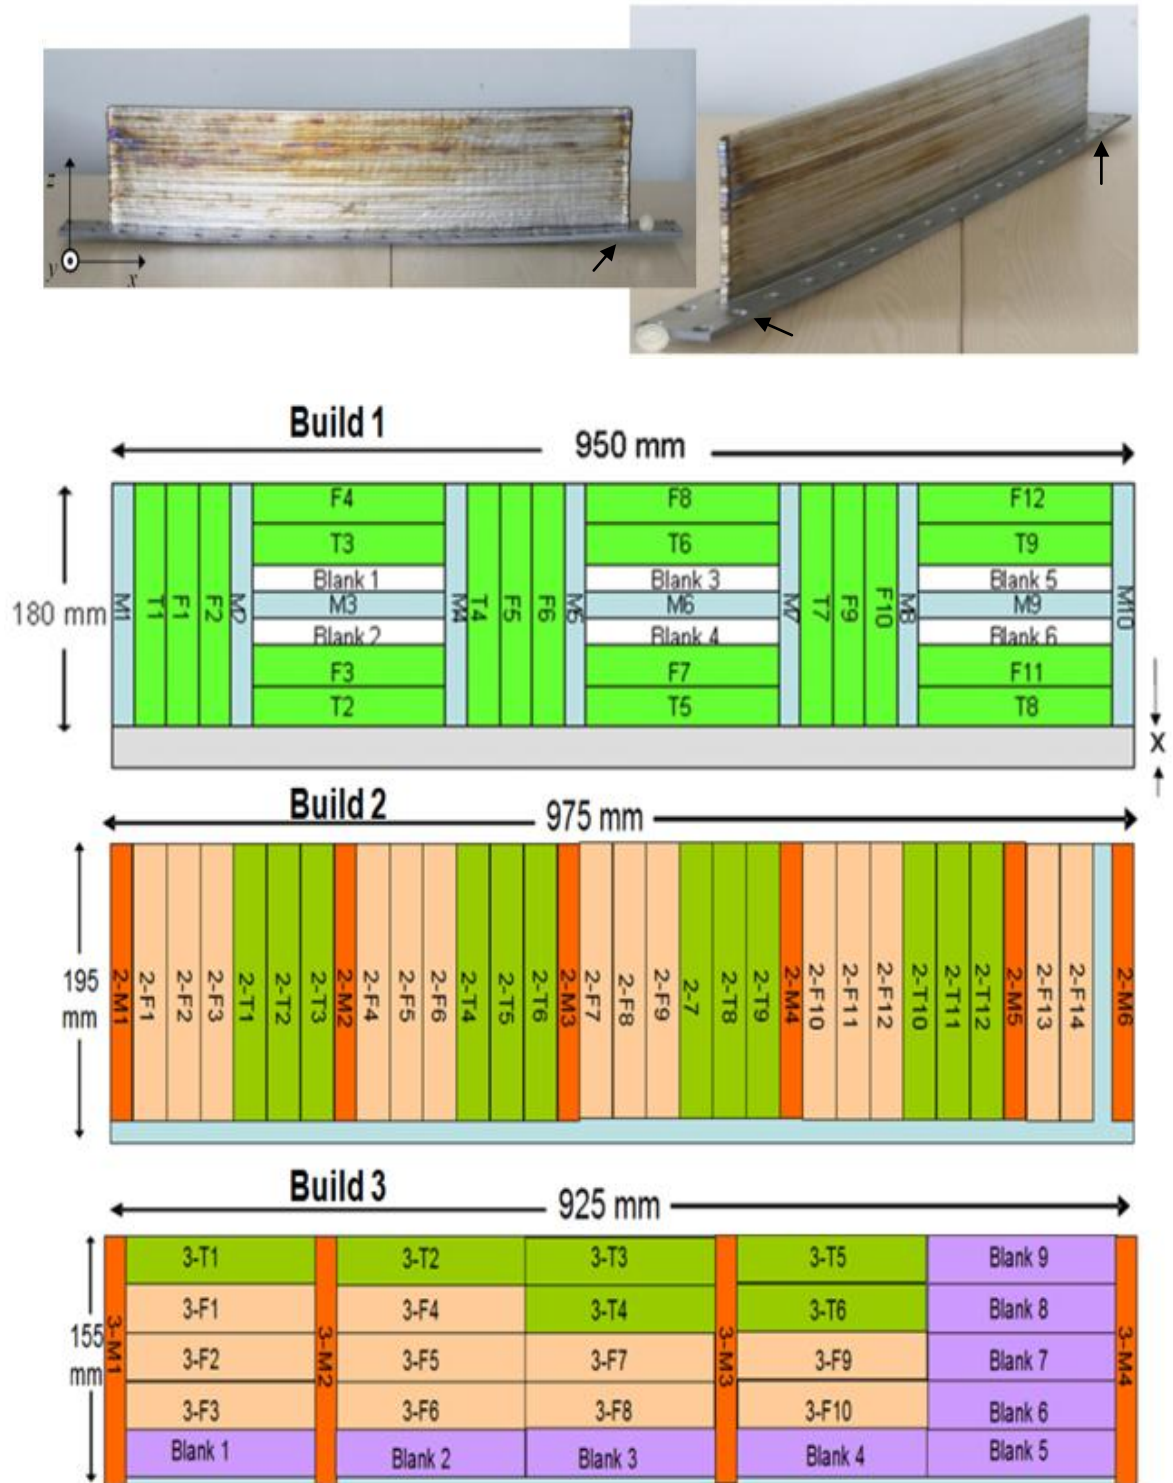 y
x
Build 1
950 mm
180 mm
M1
T1
F1
F2
M2
F4
T3
Blank 1
M3
Blank 2
F3
T2
M4
T4
F5
F6
M5
F8
T6
Blank 3
M6
Blank 4
F7
T5
M7
T7
F9
F10
M8
F12
T9
Blank 5
M9
Blank 6
F11
T8
M10
X
Build 2
975 mm
195
mm
2-M1
2-F1
2-F2
2-F3
2-T1
2-T2
2-T3
2-M2
2-F4
2-F5
2-F6
2-T4
2-T5
2-T6
2-M3
2-F7
2-F8
2-F9
2-7
2-T8
2-T9
2-M4
2-F10
2-F11
2-F12
2-T10
2-T11
2-T12
2-M5
2-F13
2-F14
2-M6
Build 3
925 mm
155
mm
3-M1
3-T1
3-F1
3-F2
3-F3
Blank 1
3-M2
3-T2
3-F4
3-F5
3-F6
Blank 2
3-T3
3-T4
3-F7
3-F8
Blank 3
3-M3
3-T5
3-T6
3-F9
3-F10
Blank 4
Blank 9
Blank 8
Blank 7
Blank 6
Blank 5
3-M4